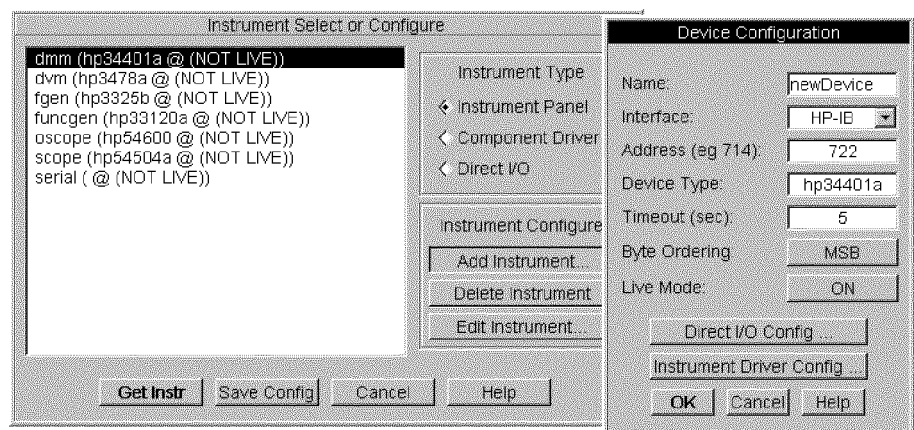 Instrument Select or Configure
dmm (hp34401a @ (NOT LIVE))
dvm (hp3478a @ (NOT LIVE))
fgen (hp3325b @ (NOT LIVE))
funcgen (hp33120a @ (NOT LIVE))
oscope (hp54600 @ (NOT LIVE))
scope (hp54504a @ (NOT LIVE))
serial ( @ (NOT LIVE))
Instrument Type
Instrument Panel
Component Driver
Direct I/O
Instrument Configure
Add Instrument...
Delete Instrument
Edit Instrument...
Get Instr Save Config Cancel Help
Device Configuration
Name: newDevice
Interface: HP-IB
Address (eg 714): 722
Device Type: hp34401a
Timeout (sec): 5
Byte Ordering MSB
Live Mode: ON
Direct I/O Config ...
Instrument Driver Config ...
OK Cancel Help